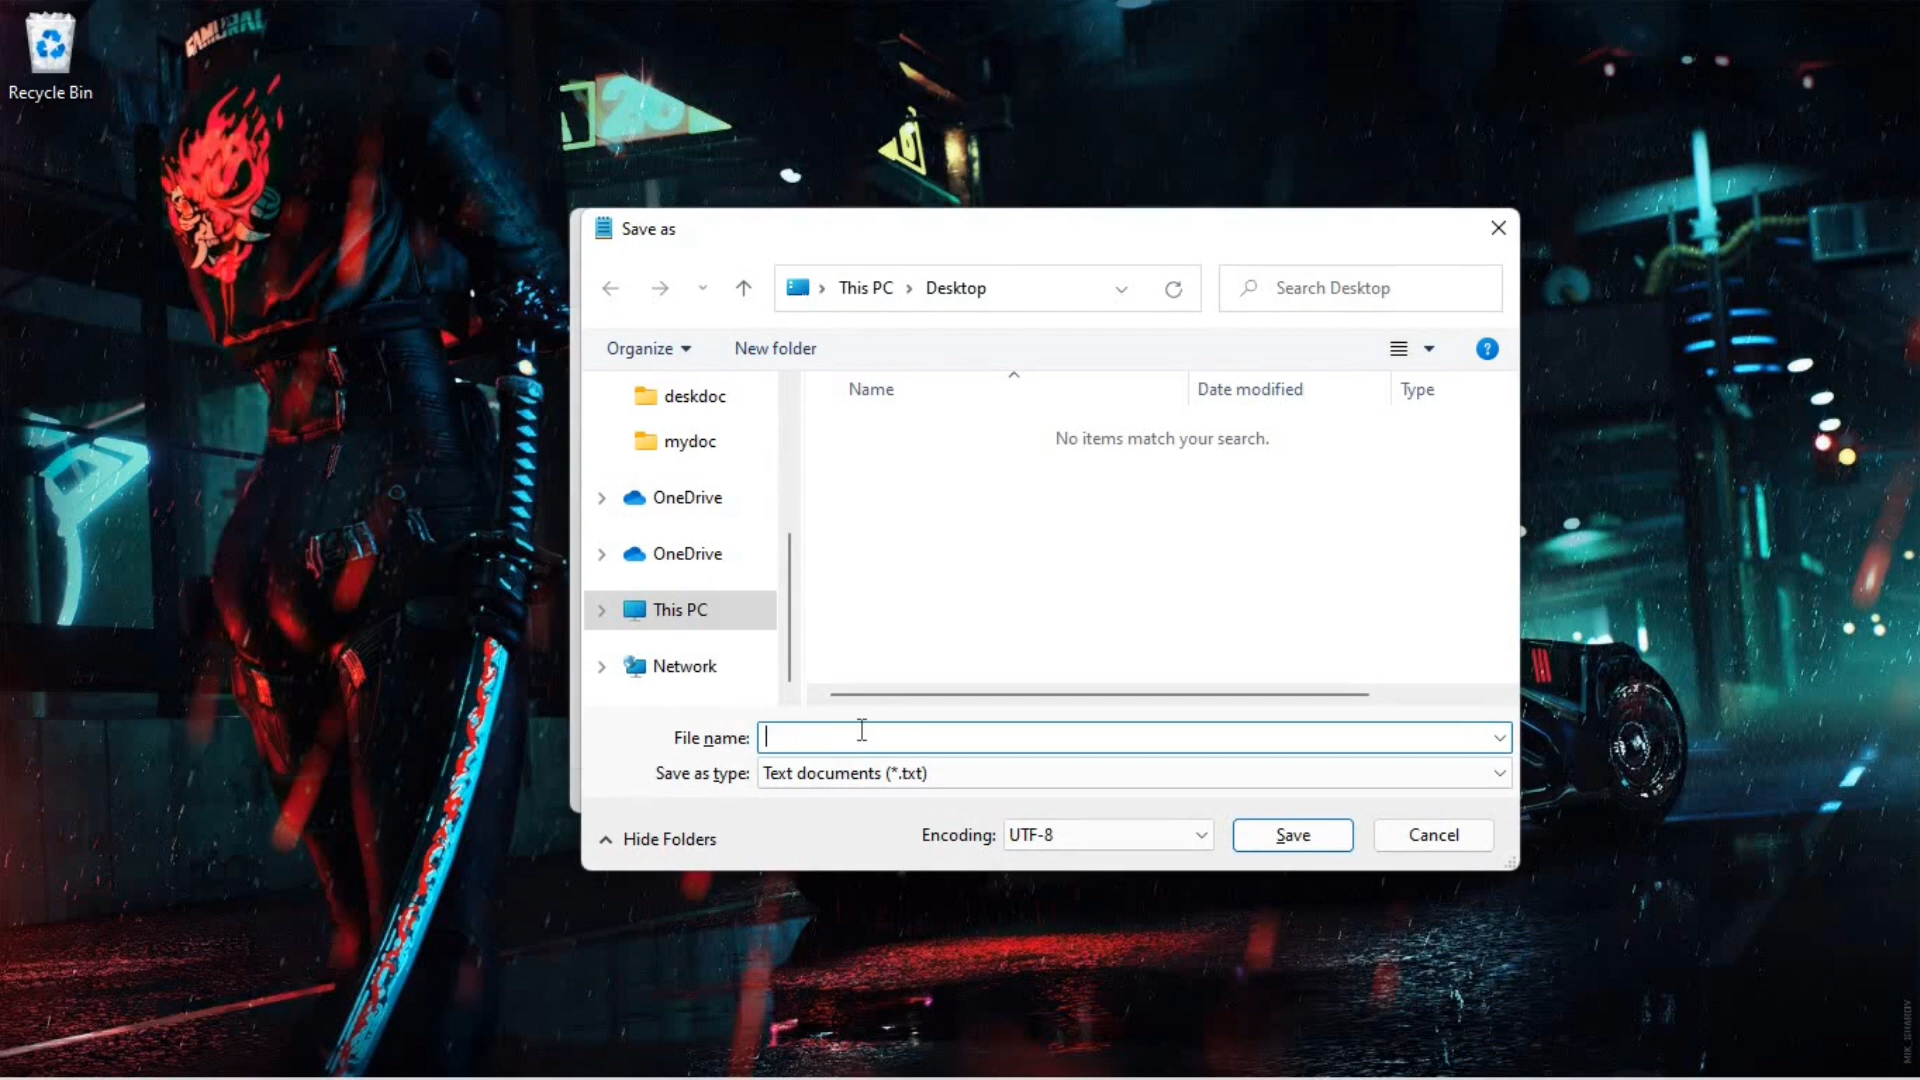 SAMURAI
Recycle Bin
Save as
This PC
Desktop
Search Desktop
Organize
New folder
deskdoc
mydoc
OneDrive
OneDrive
This PC
Network
Name
Date modified
Type
No items match your search.
File name:
Save as type: Text documents (*.txt)
Hide Folders
Encoding: UTF-8
Save
Cancel